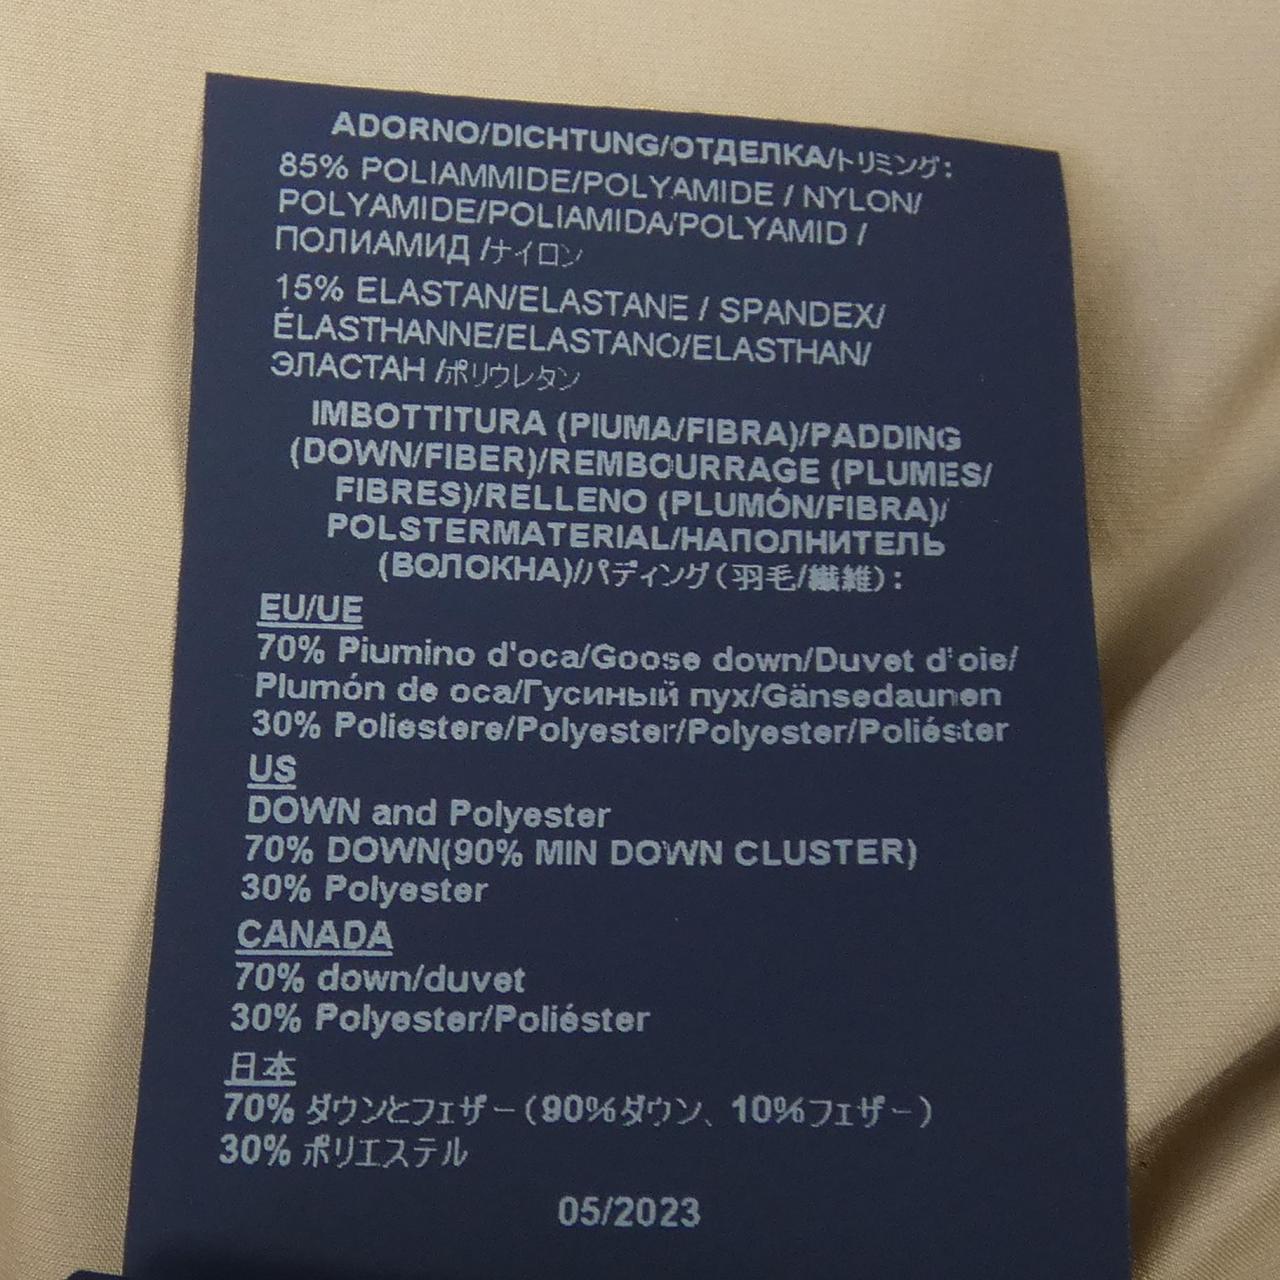 ADORNO/DICHTUNG/ОТДЕЛКА/トリミング:
85% POLIAMMIDE/POLYAMIDE / NYLON/
POLYAMIDE/POLIAMIDA/POLYAMID /
ПОЛИАМИД /ナイロン
15% ELASTAN/ELASTANE / SPANDEX/
ÉLASTHANNE/ELASTANO/ELASTHAN/
ЭЛАСТАН /ポリウレタン
IMBOTTITURA (PIUMA/FIBRA)/PADDING
(DOWN/FIBER)/REMBOURRAGE (PLUMES/
FIBRES)/RELLENO (PLUMÓN/FIBRA)/
POLSTERMATERIAL/НАПОЛНИТЕЛЬ
(ВОЛОКНА)/パディング(羽毛/繊維):
EU/UE
70% Piumino d'oca/Goose down/Duvet d'oie/
Plumón de oca/Гусиный пух/Gänsedaunen
30% Poliestere/Polyester/Polyester/Poliéster
US
DOWN and Polyester
70% DOWN(90% MIN DOWN CLUSTER)
30% Polyester
CANADA
70% down/duvet
30% Polyester/Poliéster
日本
70% ダウンとフェザー(90%ダウン、10%フェザー)
30% ポリエステル
05/2023